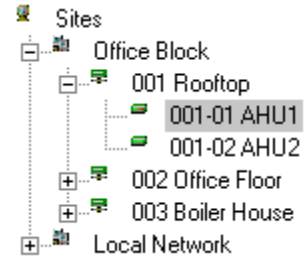 Sites
Office Block
001 Rooftop
001-01 AHU1
001-02 AHU2
002 Office Floor
003 Boiler House
Local Network